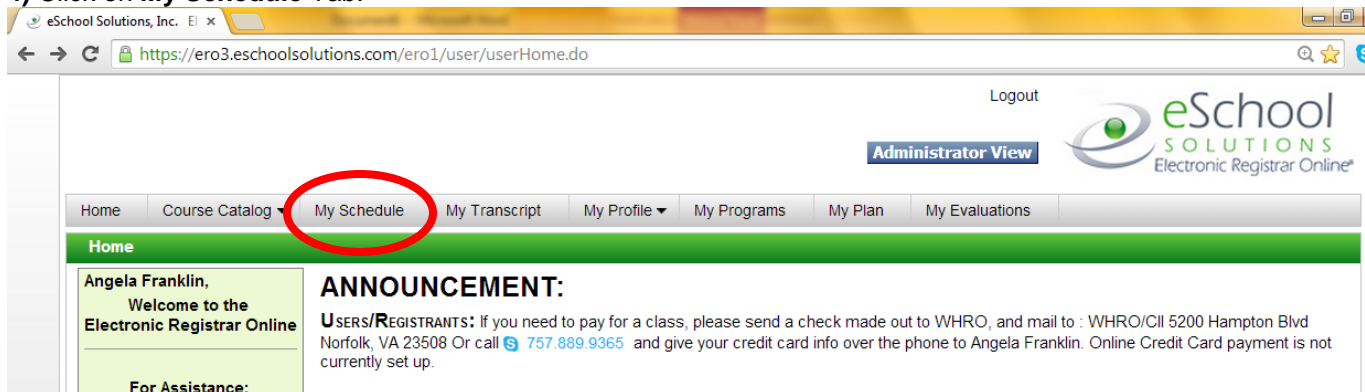 Click on My Schedule Tab.
eSchool Solutions, Inc. El ×
https://ero3.eschoolsolutions.com/ero1/user/userHome.do
Logout
eSchool
SOLUTIONS
Electronic Registrar Online®
Administrator View
Home Course Catalog ▾ My Schedule My Transcript My Profile ▾ My Programs My Plan My Evaluations
Home
Angela Franklin,
Welcome to the
Electronic Registrar Online
For Assistance:
ANNOUNCEMENT:
USERS/REGISTRANTS: If you need to pay for a class, please send a check made out to WHRO, and mail to : WHRO/CII 5200 Hampton Blvd
Norfolk, VA 23508 Or call 757.889.9365 and give your credit card info over the phone to Angela Franklin. Online Credit Card payment is not
currently set up.